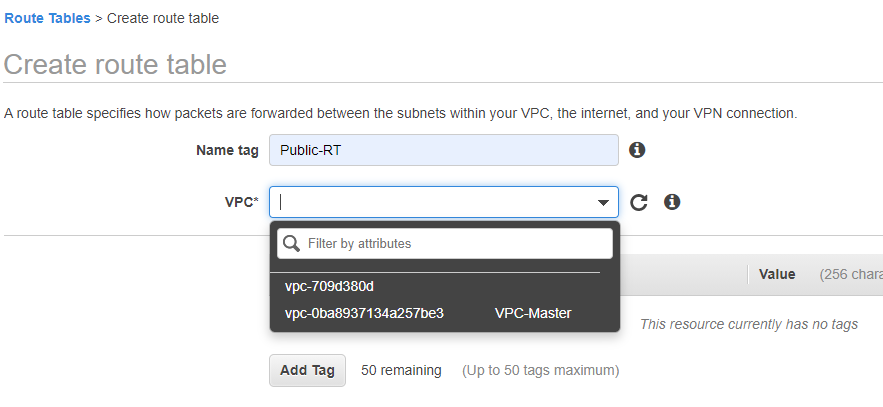 Route Tables > Create route table
Create route table
A route table specifies how packets are forwarded between the subnets within your VPC, the internet, and your VPN connection.
Name tag Public-RT
VPC*
Filter by attributes
vpc-709d380d
vpc-0ba8937134a257be3 VPC-Master
Value (256 chara
This resource currently has no tags
Add Tag 50 remaining (Up to 50 tags maximum)